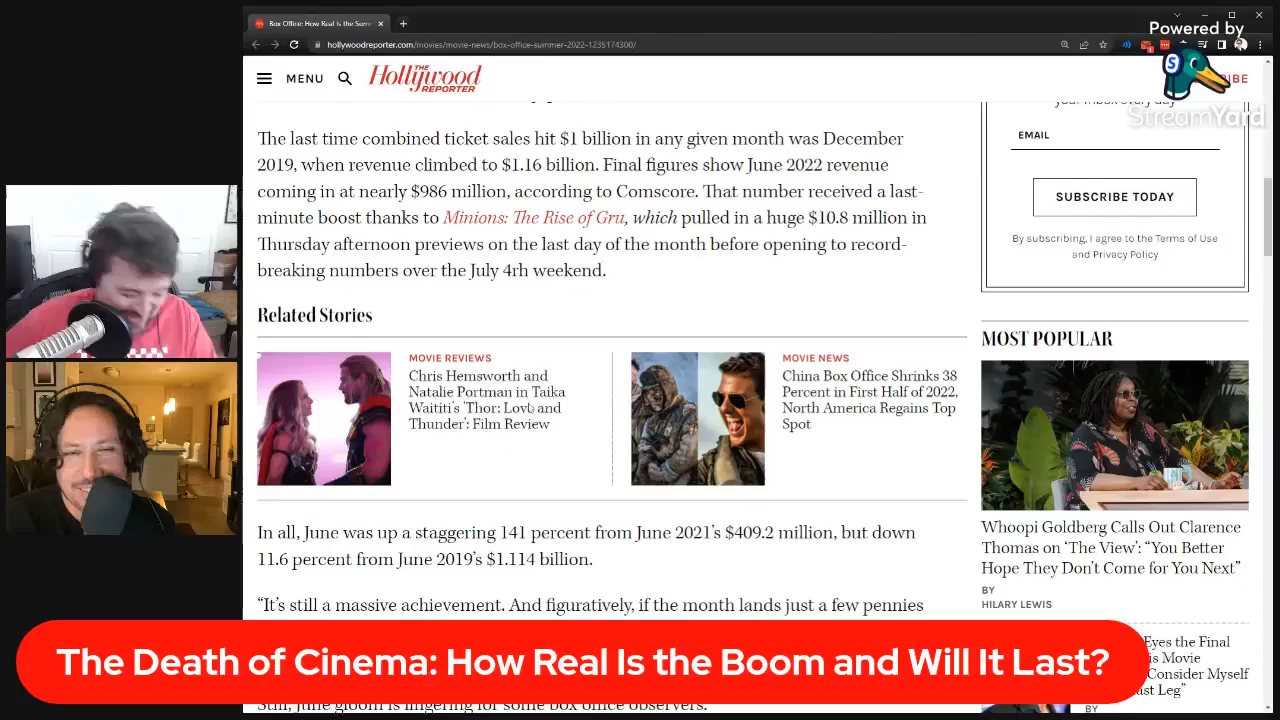 Box Office: How Real Is the Sum
hollywoodreporter.com/movies/movie-news/box-office-summer-2022-1235174300/
Powered by
StreamYard
MENU
THE
Hollywood
REPORTER
The last time combined ticket sales hit $1 billion in any given month was December
2019, when revenue climbed to $1.16 billion. Final figures show June 2022 revenue
coming in at nearly $986 million, according to Comscore. That number received a last-
minute boost thanks to Minions: The Rise of Gru, which pulled in a huge $10.8 million in
Thursday afternoon previews on the last day of the month before opening to record-
breaking numbers over the July 4rh weekend.
Related Stories
MOVIE REVIEWS
Chris Hemsworth and
Natalie Portman in Taika
Waititi's 'Thor: Love and
Thunder': Film Review
MOVIE NEWS
China Box Office Shrinks 38
Percent in First Half of 2022,
North America Regains Top
Spot
In all, June was up a staggering 141 percent from June 2021's $409.2 million, but down
11.6 percent from June 2019's $1.114 billion.
"It's still a massive achievement. And figuratively, if the month lands just a few pennies
Still, June gloom is lingering for some box office observers.
your inbox every day
EMAIL
SUBSCRIBE TODAY
By subscribing, I agree to the Terms of Use
and Privacy Policy
MOST POPULAR
Whoopi Goldberg Calls Out Clarence
Thomas on 'The View': "You Better
Hope They Don't Come for You Next"
BY
HILARY LEWIS
Eyes the Final
is Movie
Consider Myself
ast Leg"
BY
The Death of Cinema: How Real Is the Boom and Will It Last?